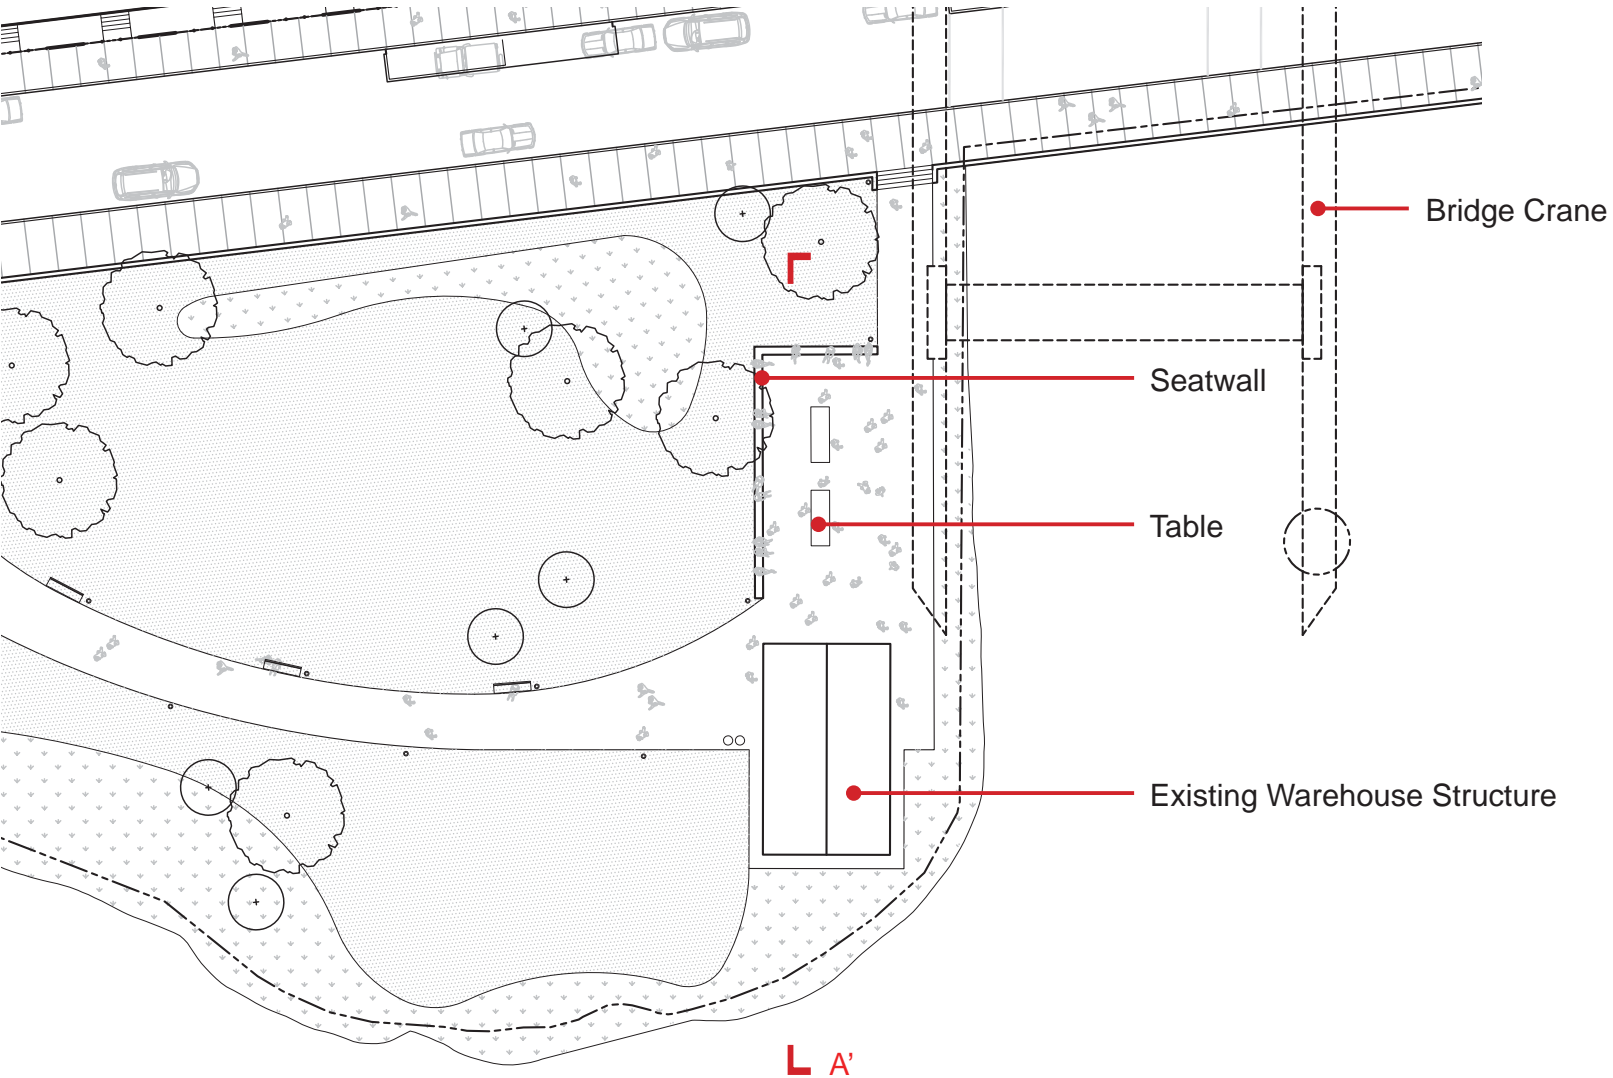 Bridge Crane
Seatwall
Table
Existing Warehouse Structure
A’